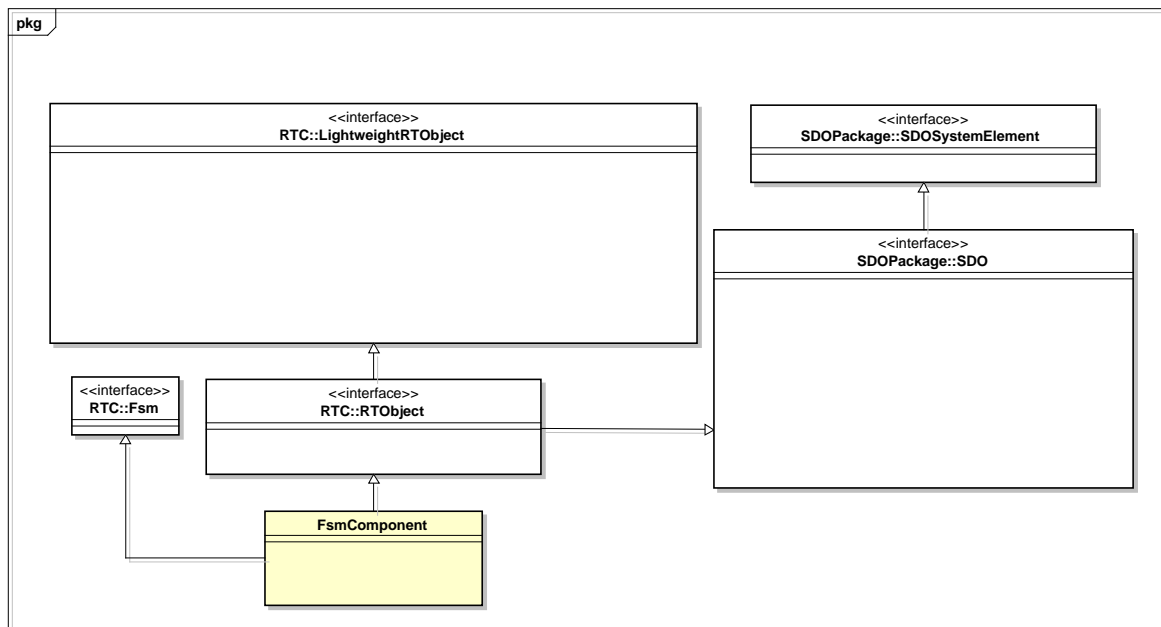 pkg
<<interface>>
RTC::LightweightRTObject
<<interface>>
SDOPackage::SDOSystemElement
<<interface>>
SDOPackage::SDO
<<interface>>
RTC::Fsm
<<interface>>
RTC::RTObject
FsmComponent